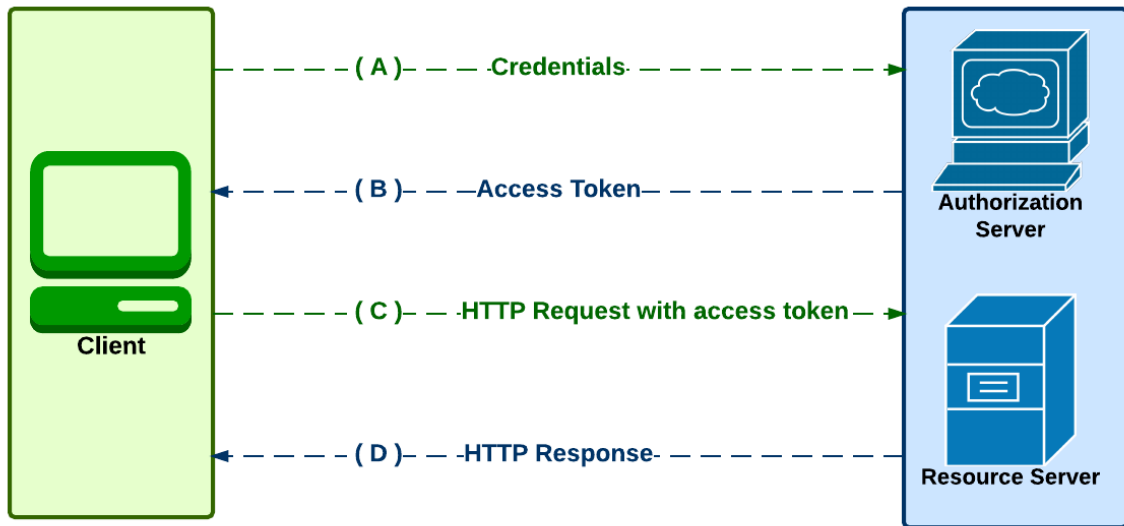 ( A ) Credentials
( B ) Access Token
Authorization
Server
( C ) HTTP Request with access token
Client
( D ) HTTP Response
Resource Server